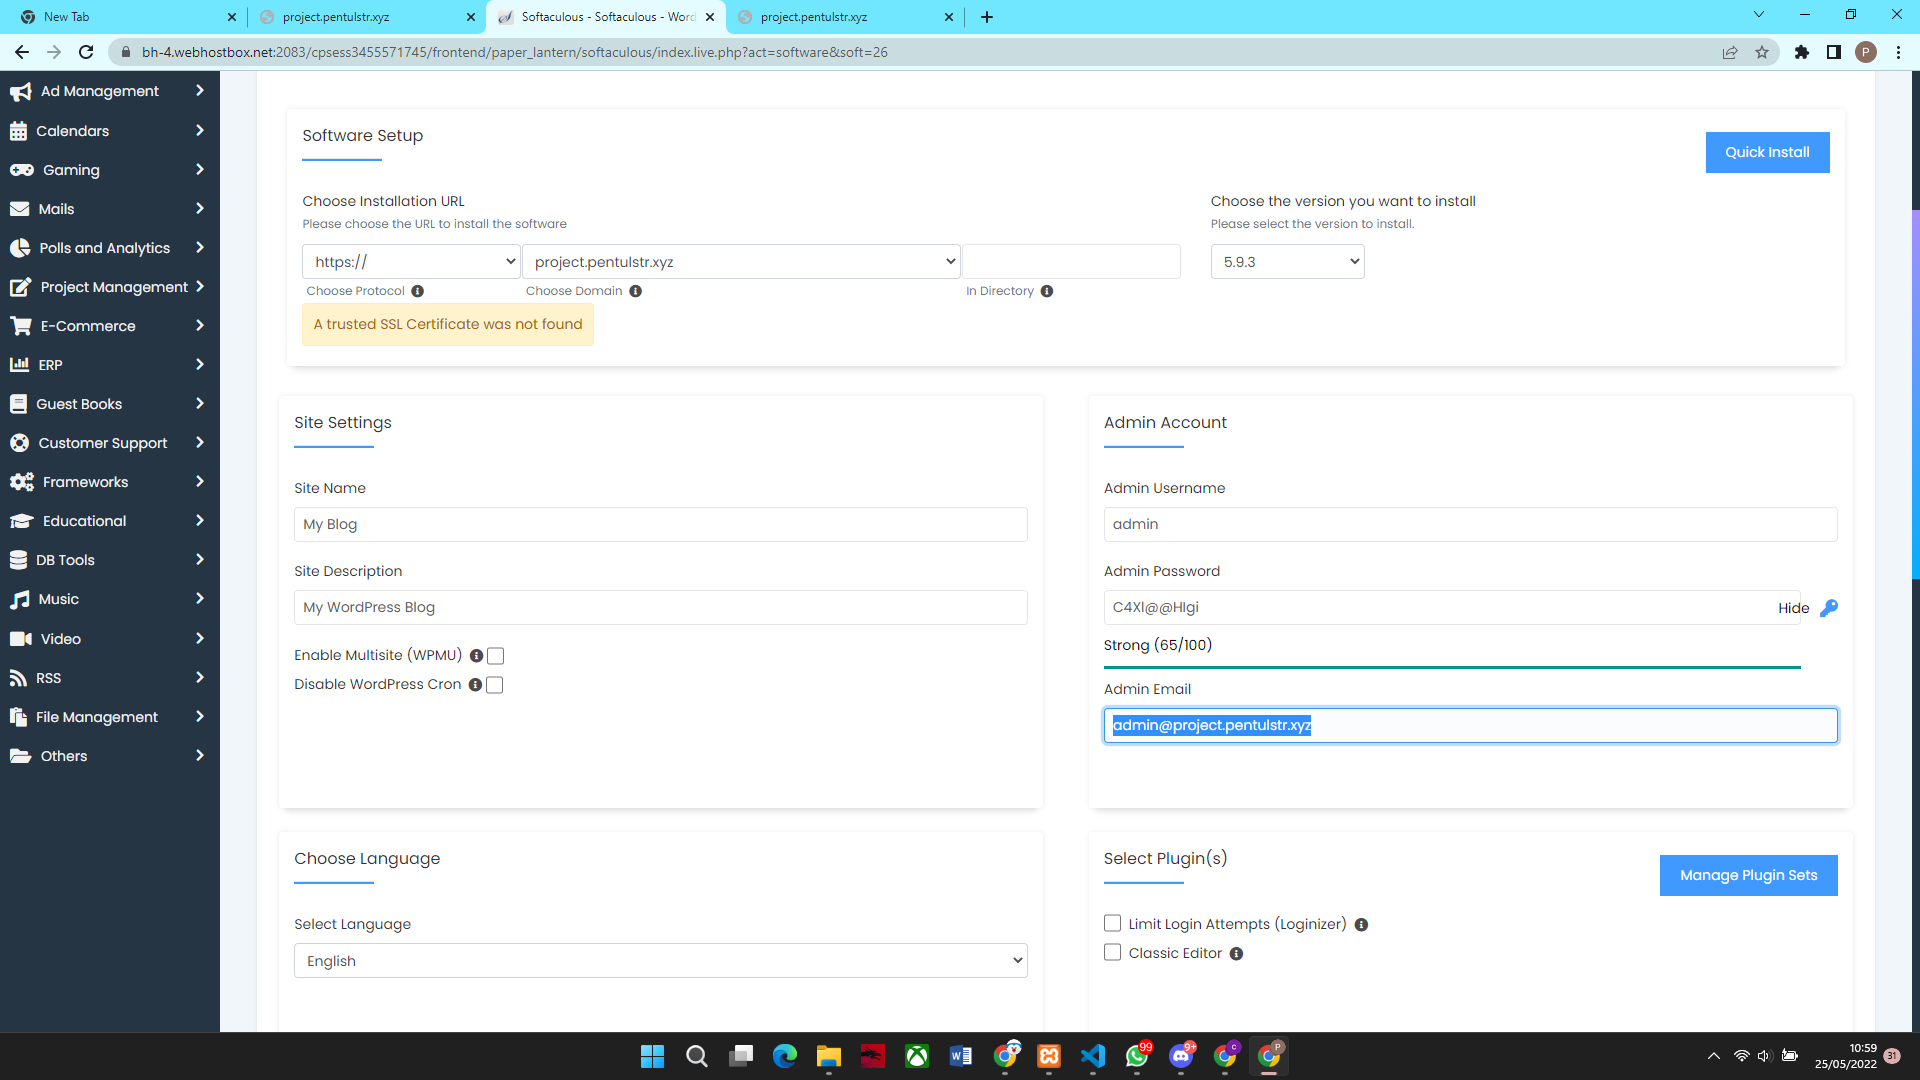 New Tab
project.pentulstr.xyz
Softaculous - Softaculous - Word
project.pentulstr.xyz
bh-4.webhostbox.net:2083/cpsess3455571745/frontend/paper_lantern/softaculous/index.live.php?act=software&soft=26
P
Ad Management
Calendars
Gaming
Mails
Polls and Analytics
Project Management
E-Commerce
ERP
Guest Books
Customer Support
Frameworks
Educational
DB Tools
Music
Video
RSS
File Management
Others
Software Setup
Quick Install
Choose Installation URL
Please choose the URL to install the software
https://
project.pentulstr.xyz
Choose Protocol
Choose Domain
In Directory
A trusted SSL Certificate was not found
Choose the version you want to install
Please select the version to install.
5.9.3
Site Settings
Site Name
My Blog
Site Description
My WordPress Blog
Enable Multisite (WPMU)
Disable WordPress Cron
Admin Account
Admin Username
admin
Admin Password
C4Xl@@HIgi
Hide
Strong (65/100)
Admin Email
admin@project.pentulstr.xyz
Choose Language
Select Language
English
Select Plugin(s)
Manage Plugin Sets
Limit Login Attempts (Loginizer)
Classic Editor
99
9+
c
P
10:59
25/05/2022
31